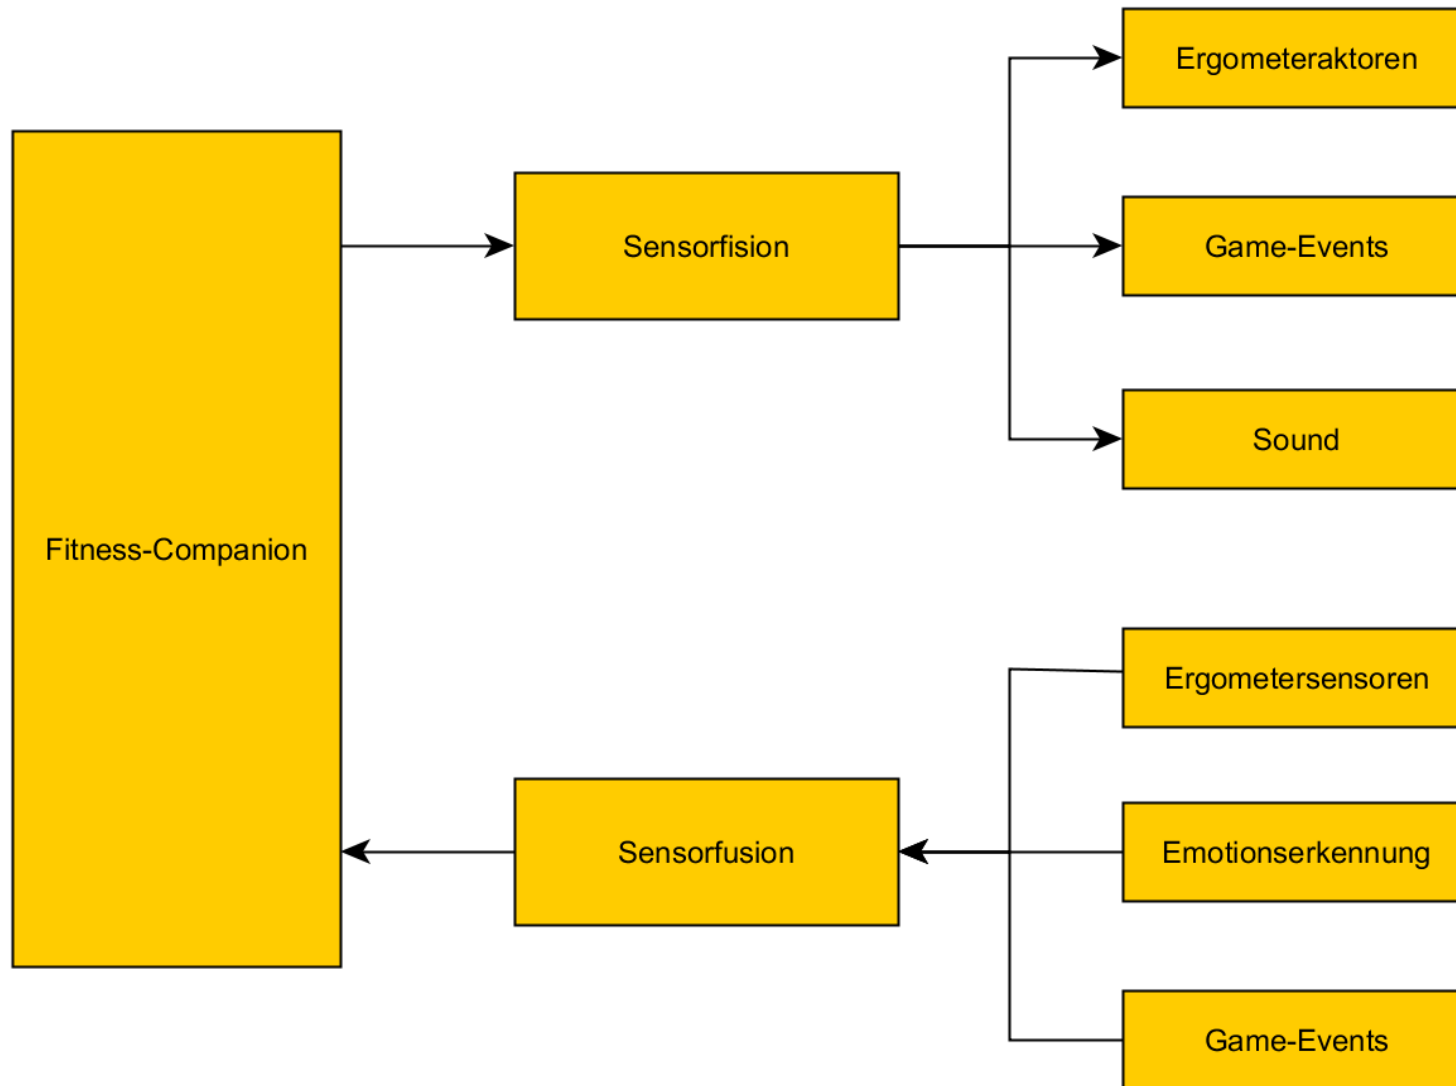 Ergometeraktoren
Game-Events
Sensorfision
Sound
Fitness-Companion
Ergometersensoren
Emotionserkennung
Sensorfusion
Game-Events